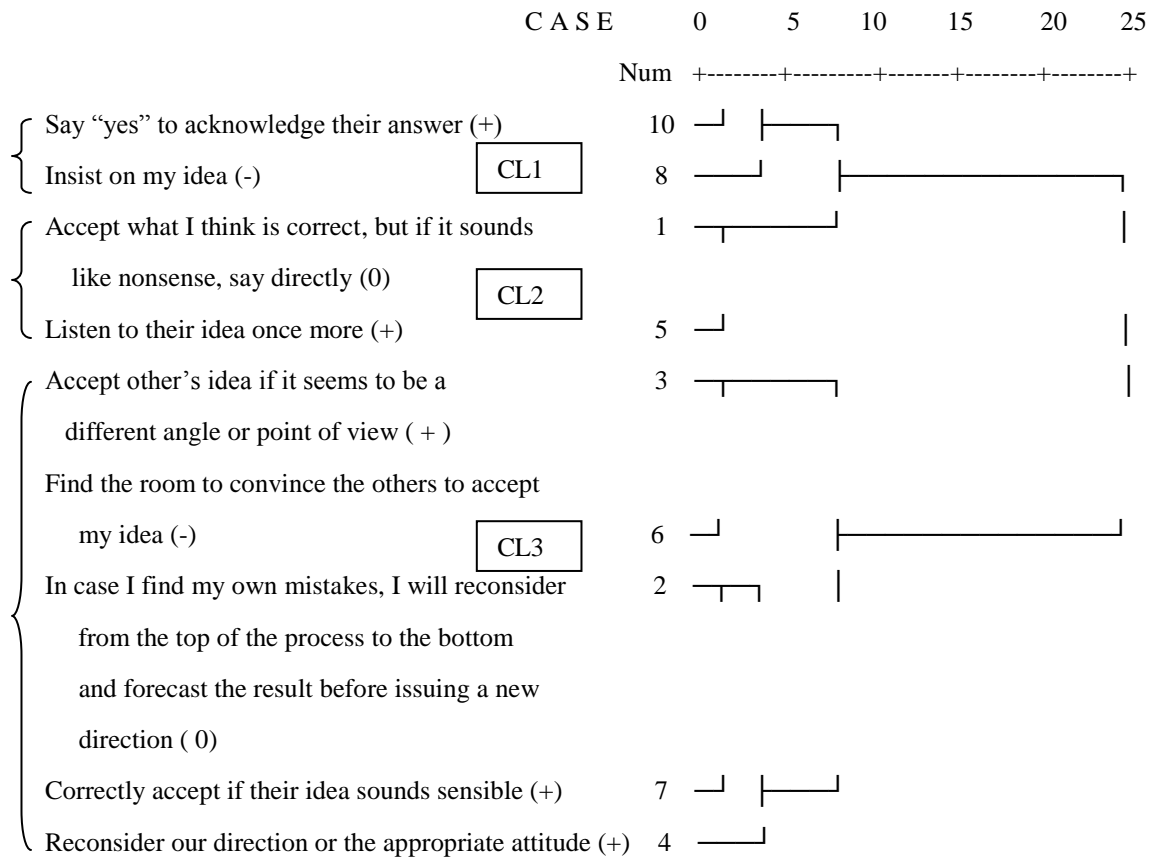 C A S E 0 5 10 15 20 25
Num +--------+---------+--------+---------+--------+
Say “yes” to acknowledge their answer (+) 10
CL1
Insist on my idea (-) 8
Accept what I think is correct, but if it sounds 1
like nonsense, say directly (0)
CL2
Listen to their idea once more (+) 5
Accept other’s idea if it seems to be a 3
different angle or point of view ( + )
Find the room to convince the others to accept
my idea (-) 6
CL3
In case I find my own mistakes, I will reconsider 2
from the top of the process to the bottom
and forecast the result before issuing a new
direction ( 0)
Correctly accept if their idea sounds sensible (+) 7
Reconsider our direction or the appropriate attitude (+) 4